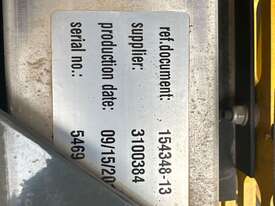 ref.document: 154348-13
supplier: 3100384
production date: 09/15/20
serial no.: 5469